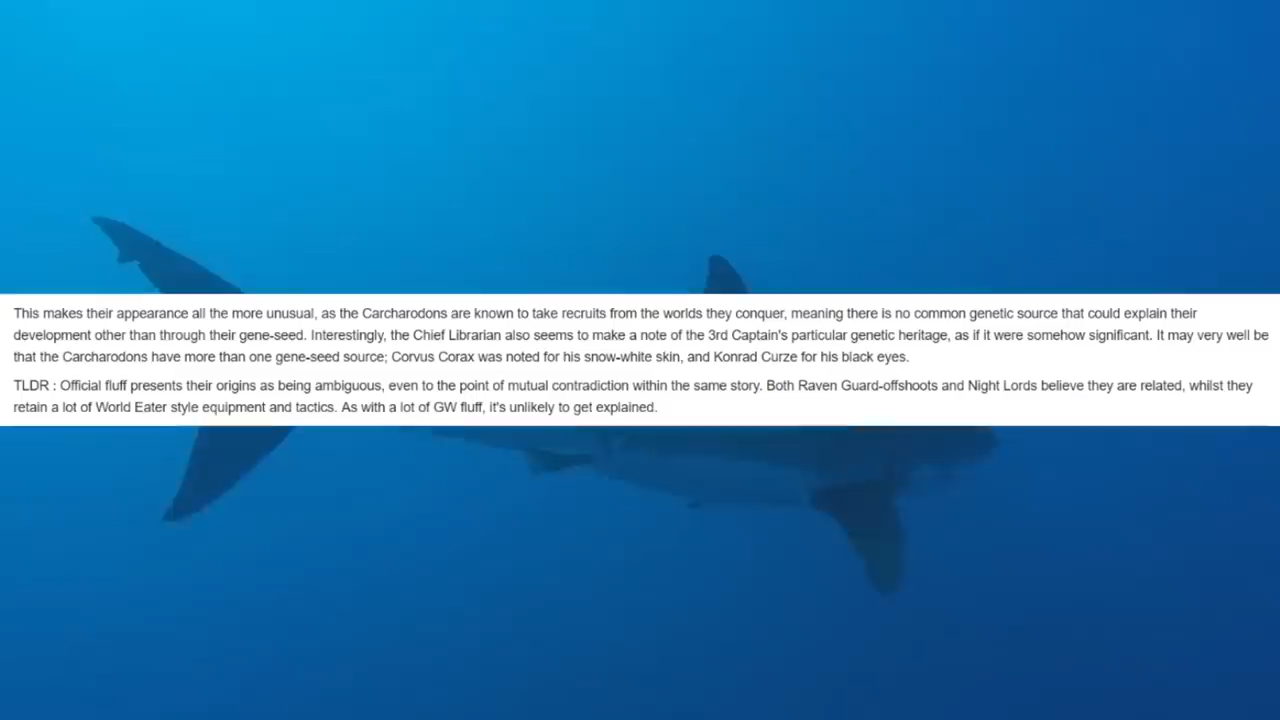 This makes their appearance all the more unusual, as the Carcharodons are known to take recruits from the worlds they conquer, meaning there is no common genetic source that could explain their
development other than through their gene-seed. Interestingly, the Chief Librarian also seems to make a note of the 3rd Captain's particular genetic heritage, as if it were somehow significant. It may very well be
that the Carcharodons have more than one gene-seed source; Corvus Corax was noted for his snow-white skin, and Konrad Curze for his black eyes.
TLDR : Official fluff presents their origins as being ambiguous, even to the point of mutual contradiction within the same story. Both Raven Guard-offshoots and Night Lords believe they are related, whilst they
retain a lot of World Eater style equipment and tactics. As with a lot of GW fluff, it's unlikely to get explained.